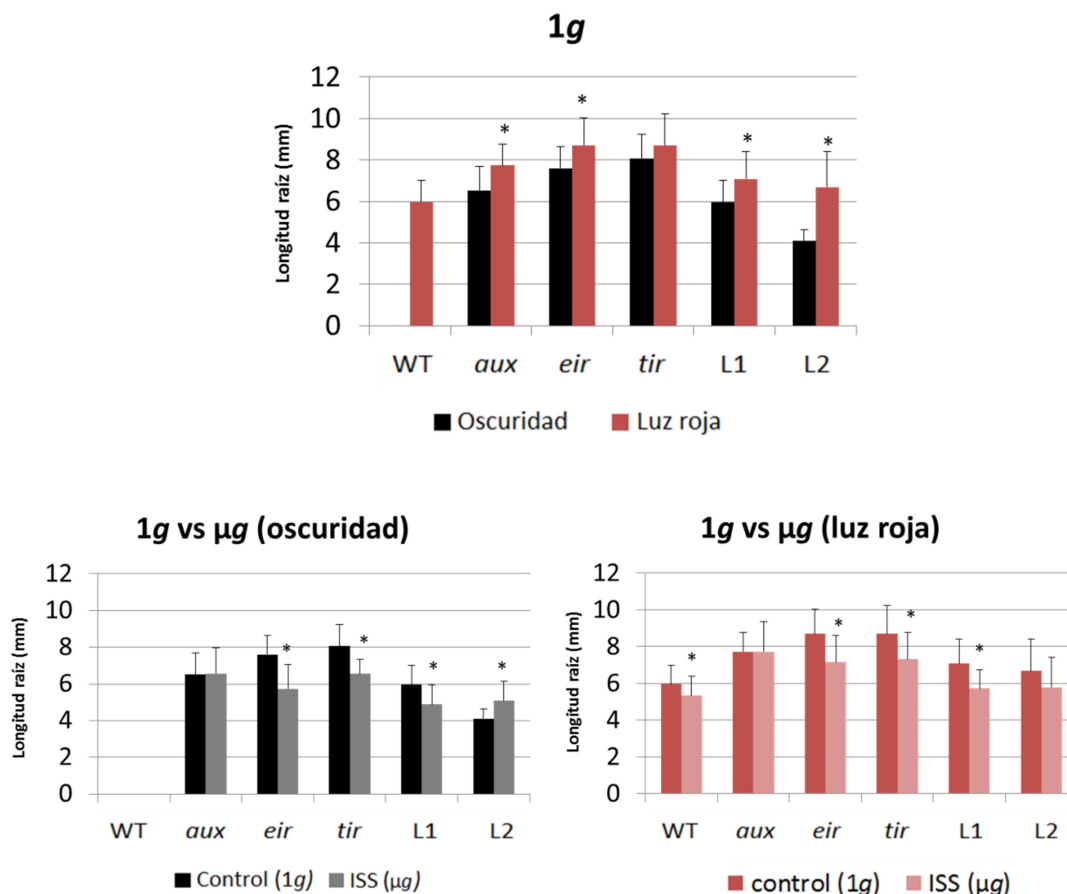 1g
Longitud raíz (mm)
12
10
8
6
4
2
0
* * * *
WT aux eir tir L1 L2
Oscuridad Luz roja
1g vs µg (oscuridad)
Longitud raíz (mm)
12
10
8
6
4
2
0
* * * *
WT aux eir tir L1 L2
Control (1g) ISS (µg)
1g vs µg (luz roja)
Longitud raíz (mm)
12
10
8
6
4
2
0
* * * *
WT aux eir tir L1 L2
control (1g) ISS (µg)